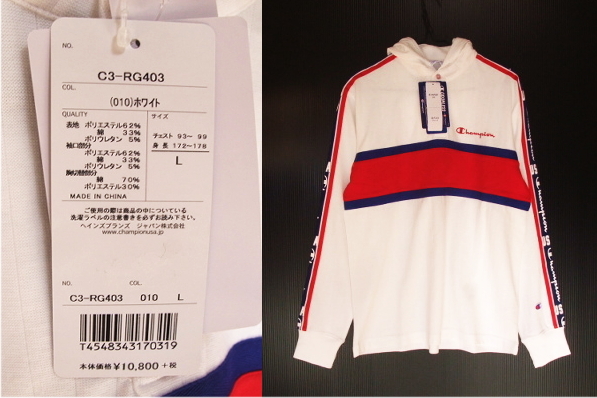 NO.
C3-RG403
COL.
(010)ホワイト
QUALITY
サイズ
表地 ポリエステル62%
綿 33%
ポリウレタン 5%
袖口部分
ポリエステル62%
綿 33%
ポリウレタン 5%
胸切替部分
綿 70%
ポリエステル30%
チェスト 93~ 99
身 長 172~178
L
MADE IN CHINA
ご使用の際は商品の中についている
洗濯ラベルの注意書きを必ずお読み下さい。
ヘインズブランズ ジャパン株式会社
www.championusa.jp
NO.
COL.
C3-RG403 010 L
T4548343170319
本体価格 ¥10,800 +税
Champion
Champion
Champion